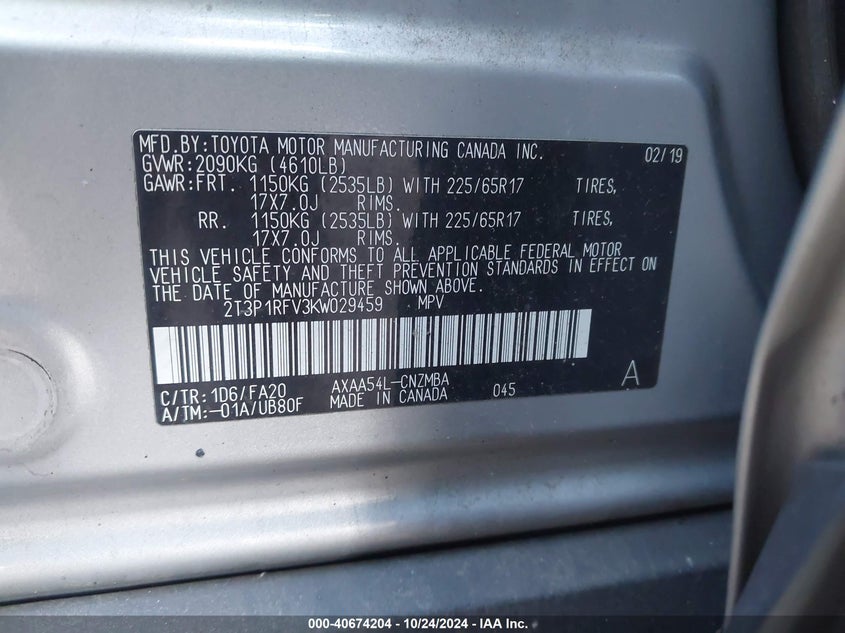 MFD.BY:TOYOTA MOTOR MANUFACTURING CANADA INC. 02/19
GVWR:2090KG (4610LB)
GAWR:FRT. 1150KG (2535LB) WITH 225/65R17 TIRES,
17X7.0J RIMS.
RR. 1150KG (2535LB) WITH 225/65R17 TIRES,
17X7.0J RIMS.
THIS VEHICLE CONFORMS TO ALL APPLICABLE FEDERAL MOTOR
VEHICLE SAFETY AND THEFT PREVENTION STANDARDS IN EFFECT ON
THE DATE OF MANUFACTURE SHOWN ABOVE.
2T3P1RFV3KW029459 MPV
C/TR:1D6/FA20 AXAA54L-CNZMBA 045 A
A/TM:-01A/UB80F MADE IN CANADA
000-40674204 - 10/24/2024 - IAA Inc.